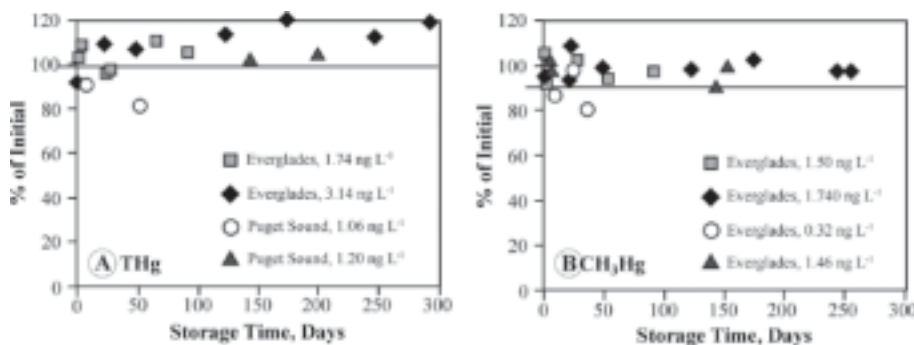 120
100
80
60
40
20
0
% of Initial
Everglades, 1.74 ng L⁻¹
Everglades, 3.14 ng L⁻¹
Puget Sound, 1.06 ng L⁻¹
Puget Sound, 1.20 ng L⁻¹
A THg
0 50 100 150 200 250 300
Storage Time, Days
120
100
80
60
40
20
0
% of Initial
Everglades, 1.50 ng L⁻¹
Everglades, 1.740 ng L⁻¹
Everglades, 0.32 ng L⁻¹
Everglades, 1.46 ng L⁻¹
B CH₃Hg
0 50 100 150 200 250 300
Storage Time, Days